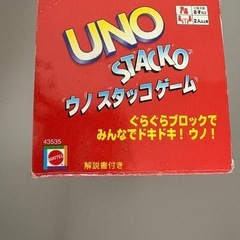 UNO
STACKO
ウノ スタッコ ゲーム
ぐらぐらブロックで
みんなでドキドキ！ウノ！
43535
MATTEL
解説書付き